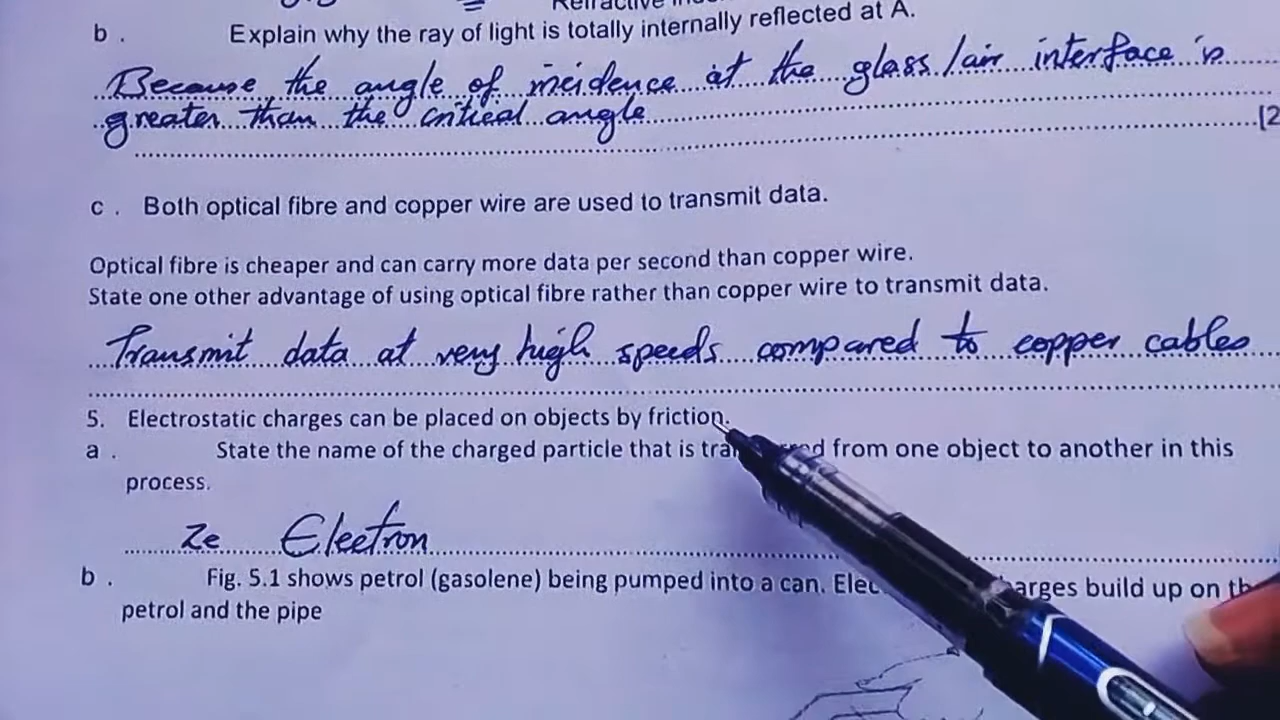 b . Explain why the ray of light is totally internally reflected at A.
Because the angle of incidence at the glass/air interface is
greater than the critical angle
[2
c . Both optical fibre and copper wire are used to transmit data.
Optical fibre is cheaper and can carry more data per second than copper wire.
State one other advantage of using optical fibre rather than copper wire to transmit data.
Transmit data at very high speeds compared to copper cables
5. Electrostatic charges can be placed on objects by friction.
a . State the name of the charged particle that is from one object to another in this
process.
Electron
b . Fig. 5.1 shows petrol (gasolene) being pumped into a can. build up on
petrol and the pipe